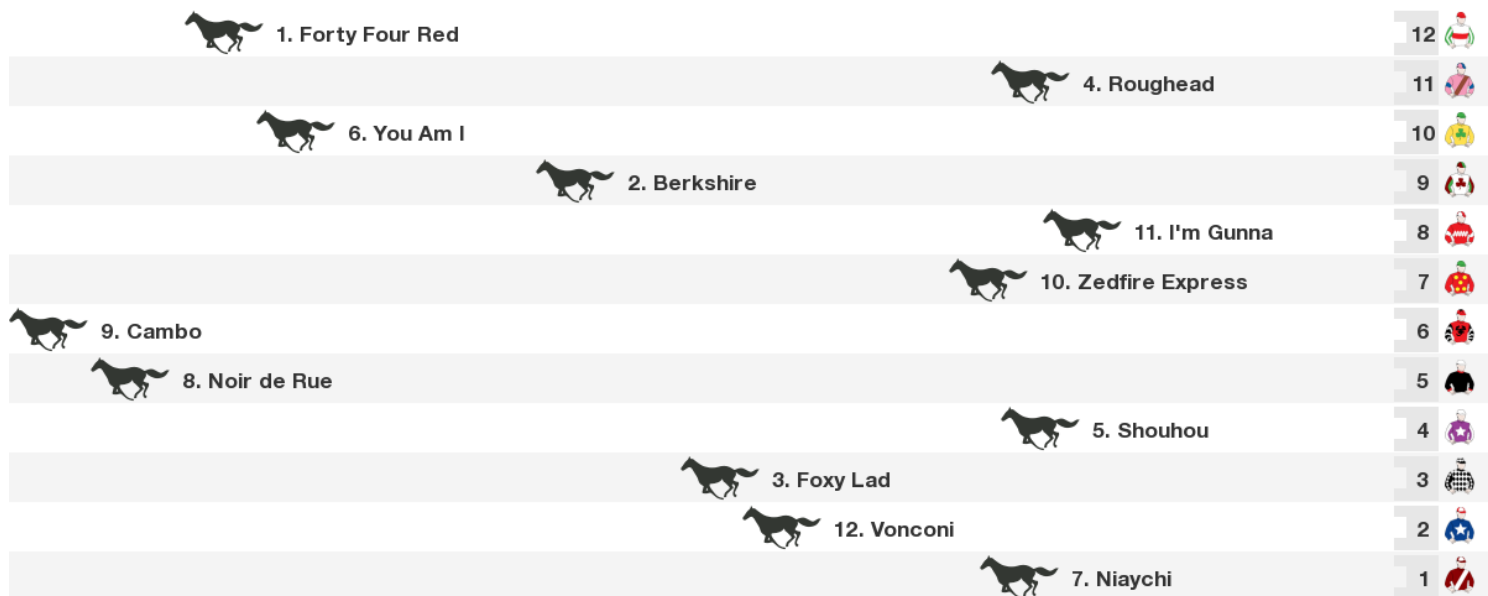 1. Forty Four Red 12
4. Roughead 11
6. You Am I 10
2. Berkshire 9
11. I'm Gunna 8
10. Zedfire Express 7
9. Cambo 6
8. Noir de Rue 5
5. Shouhou 4
3. Foxy Lad 3
12. Vonconi 2
7. Niaychi 1